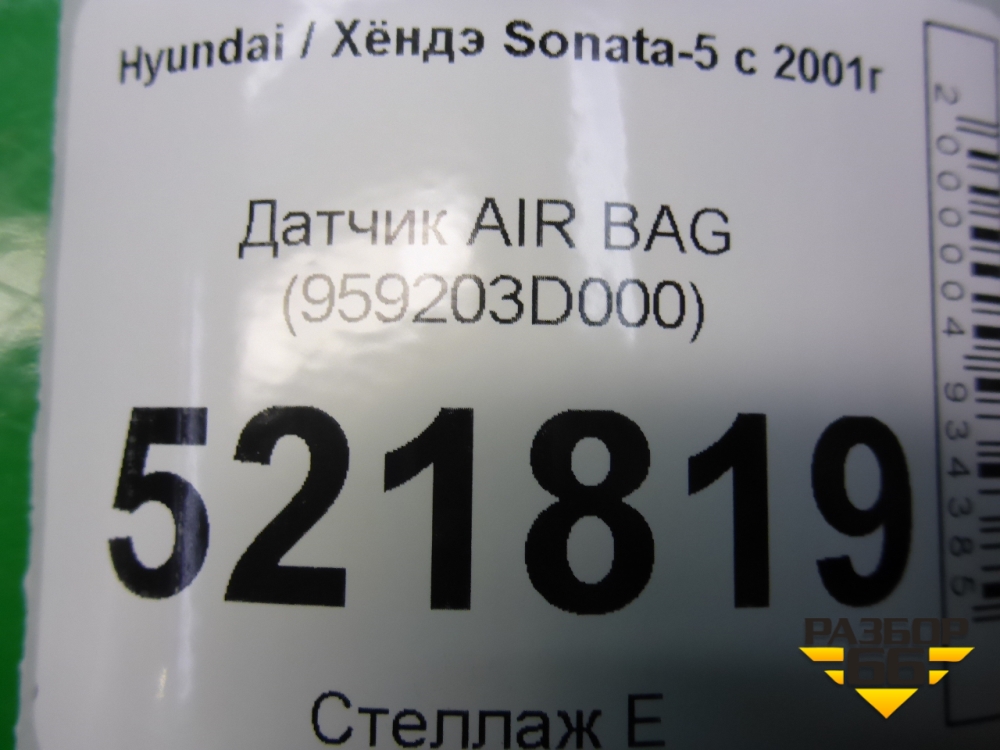 Hyundai / Хёндэ Sonata-5 с 2001г
Датчик AIR BAG
(959203D000)
521819
Стеллаж Е
2000004934385
РАЗБОР
66